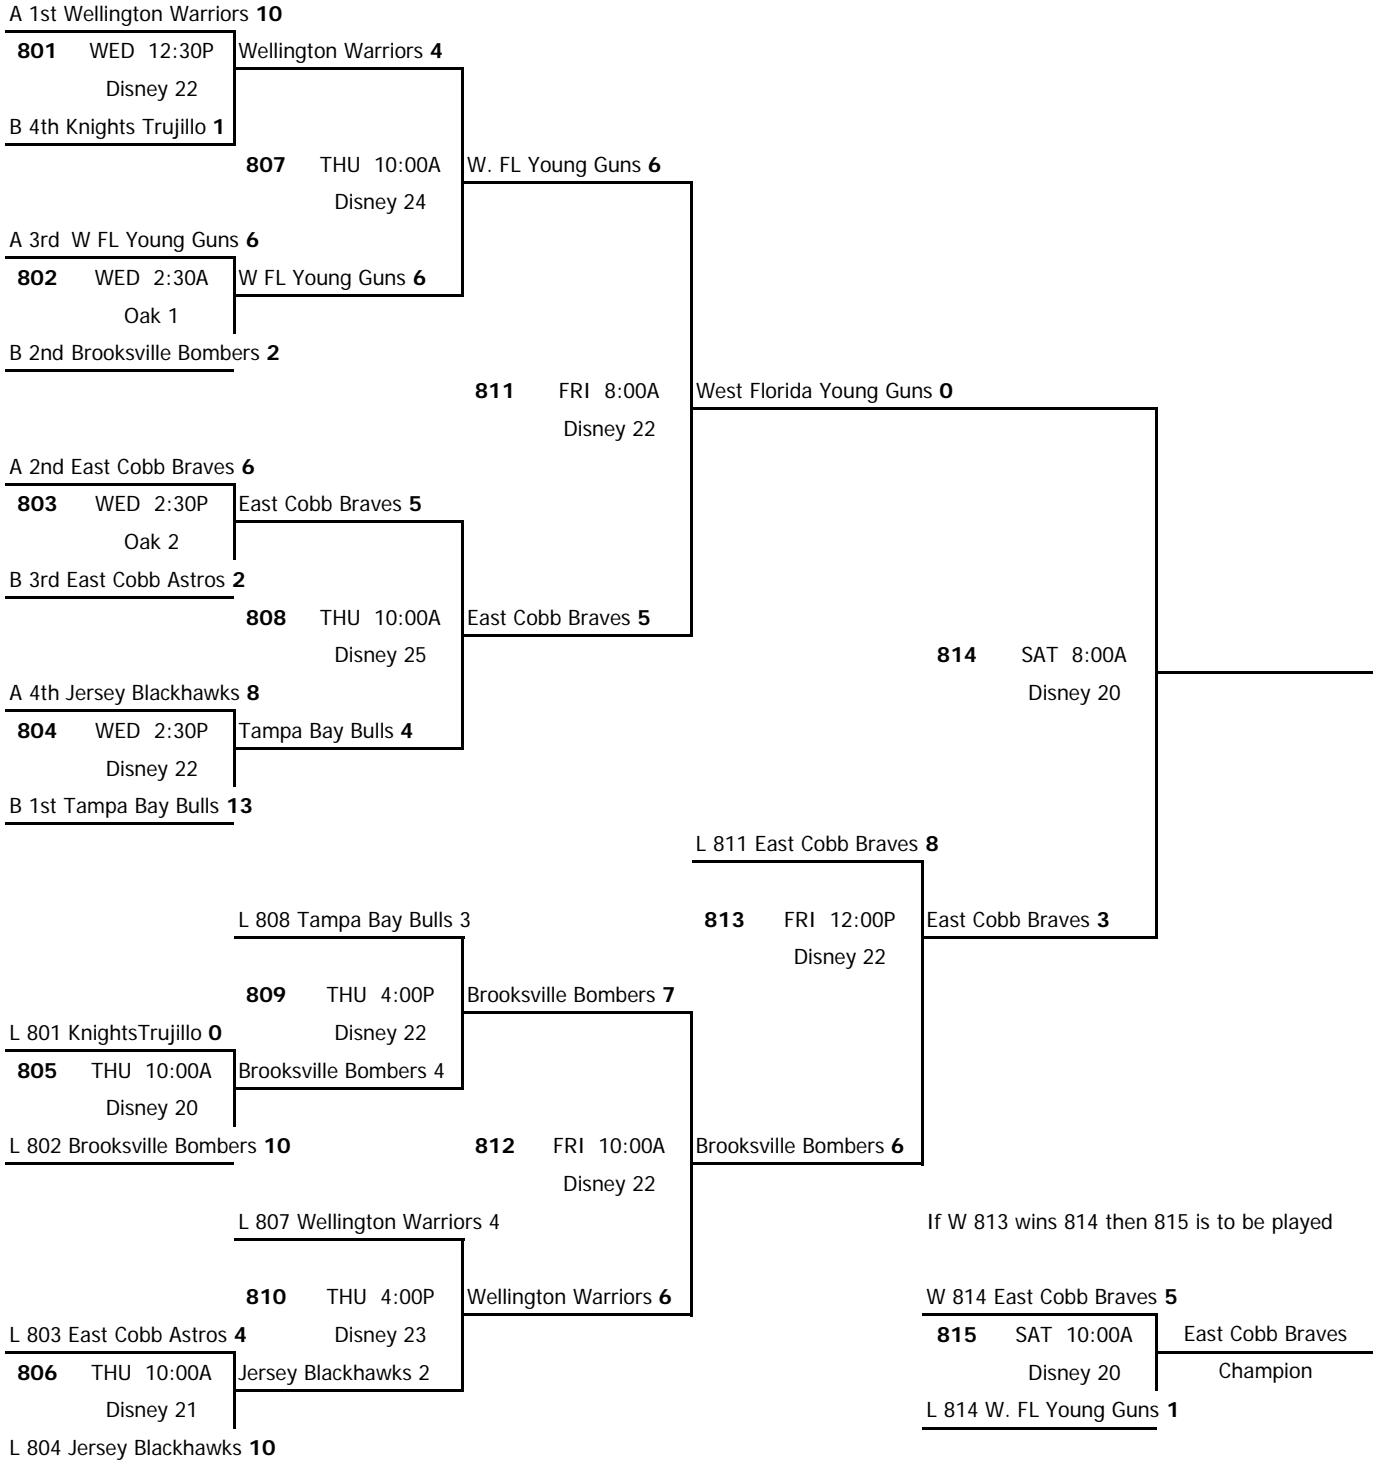 A 1st Wellington Warriors 10
801 WED 12:30P Wellington Warriors 4
Disney 22
B 4th Knights Trujillo 1
807 THU 10:00A W. FL Young Guns 6
Disney 24
A 3rd W FL Young Guns 6
802 WED 2:30A W FL Young Guns 6
Oak 1
B 2nd Brooksville Bombers 2
811 FRI 8:00A West Florida Young Guns 0
Disney 22
A 2nd East Cobb Braves 6
803 WED 2:30P East Cobb Braves 5
Oak 2
B 3rd East Cobb Astros 2
808 THU 10:00A East Cobb Braves 5
Disney 25
814 SAT 8:00A
Disney 20
A 4th Jersey Blackhawks 8
804 WED 2:30P Tampa Bay Bulls 4
Disney 22
B 1st Tampa Bay Bulls 13
L 811 East Cobb Braves 8
L 808 Tampa Bay Bulls 3
813 FRI 12:00P East Cobb Braves 3
Disney 22
809 THU 4:00P Brooksville Bombers 7
L 801 KnightsTrujillo 0
Disney 22
805 THU 10:00A Brooksville Bombers 4
Disney 20
L 802 Brooksville Bombers 10
812 FRI 10:00A Brooksville Bombers 6
Disney 22
L 807 Wellington Warriors 4
If W 813 wins 814 then 815 is to be played
810 THU 4:00P Wellington Warriors 6
W 814 East Cobb Braves 5
L 803 East Cobb Astros 4
Disney 23
815 SAT 10:00A East Cobb Braves
806 THU 10:00A Jersey Blackhawks 2
Disney 20 Champion
Disney 21
L 814 W. FL Young Guns 1
L 804 Jersey Blackhawks 10